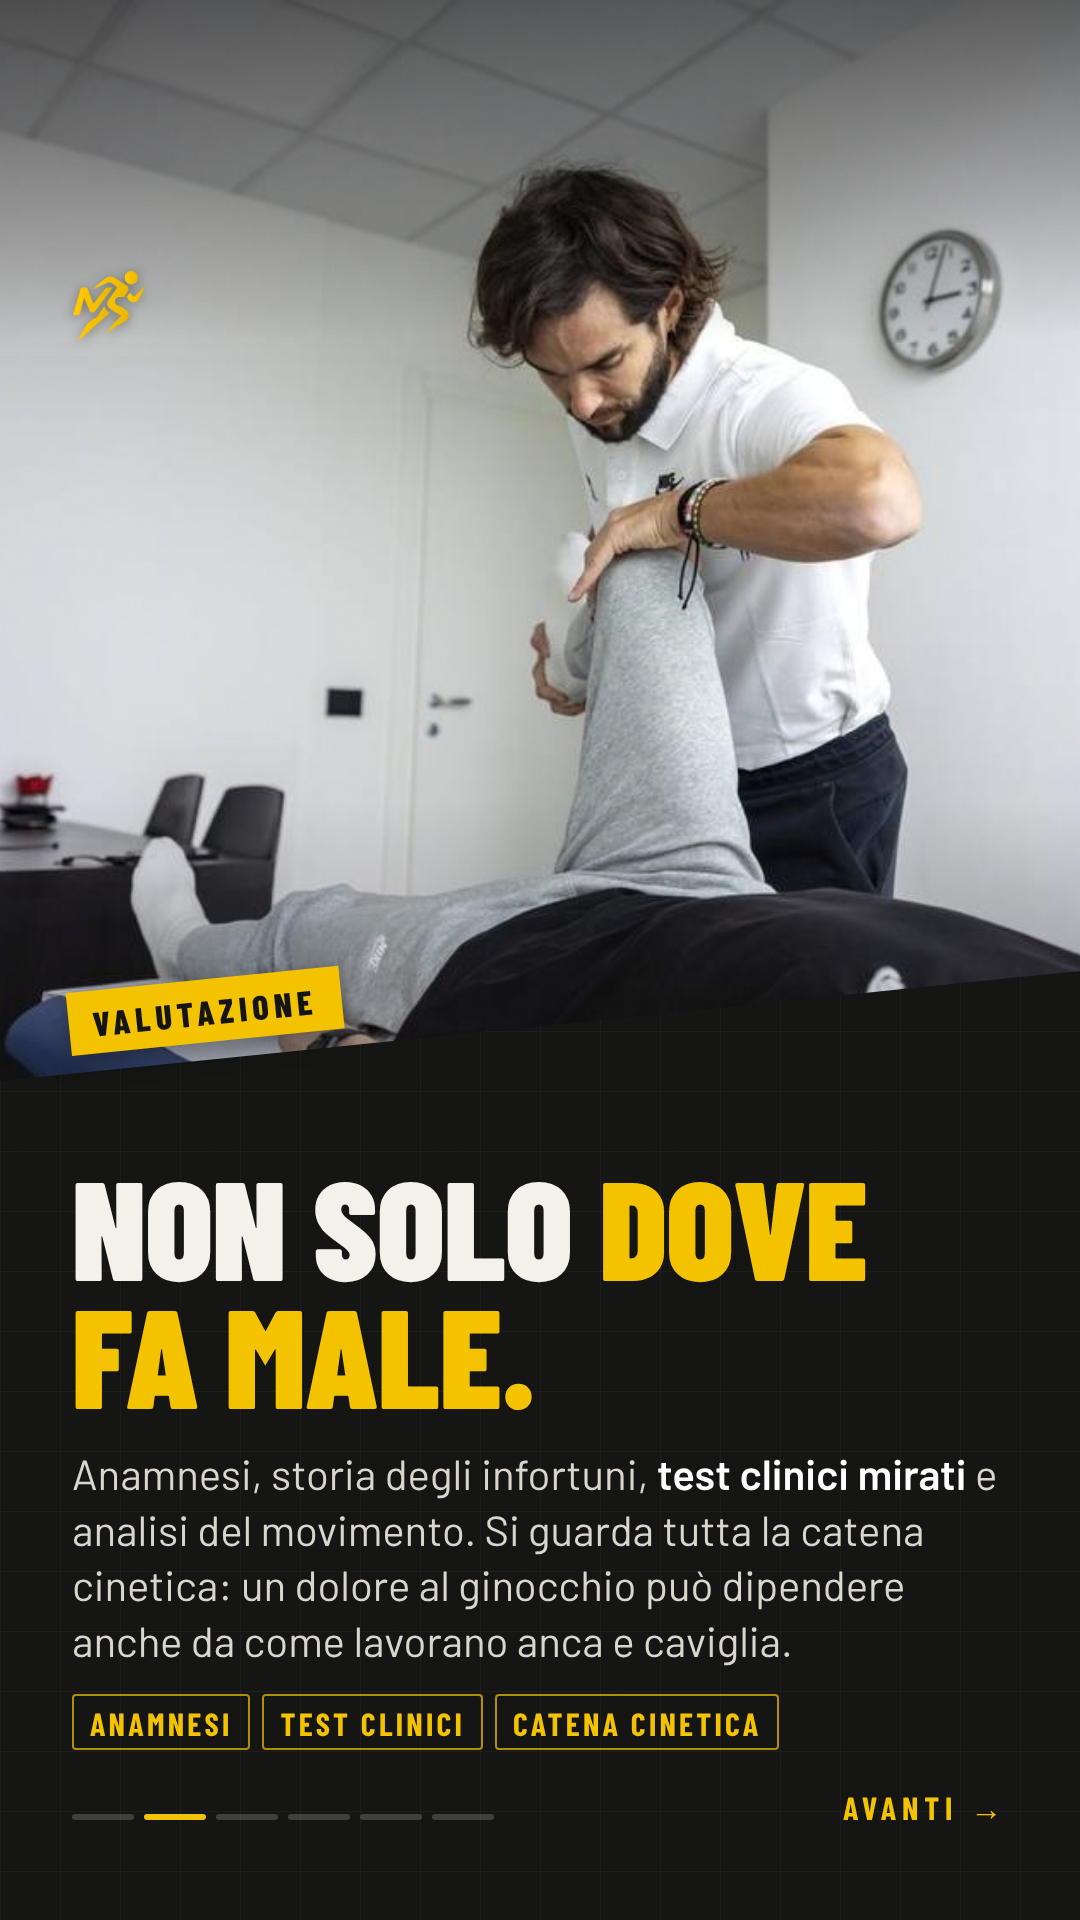 VALUTAZIONE
NON SOLO DOVE
FA MALE.
Anamnesi, storia degli infortuni, test clinici mirati e
analisi del movimento. Si guarda tutta la catena
cinetica: un dolore al ginocchio può dipendere
anche da come lavorano anca e caviglia.
ANAMNESI TEST CLINICI CATENA CINETICA
AVANTI →